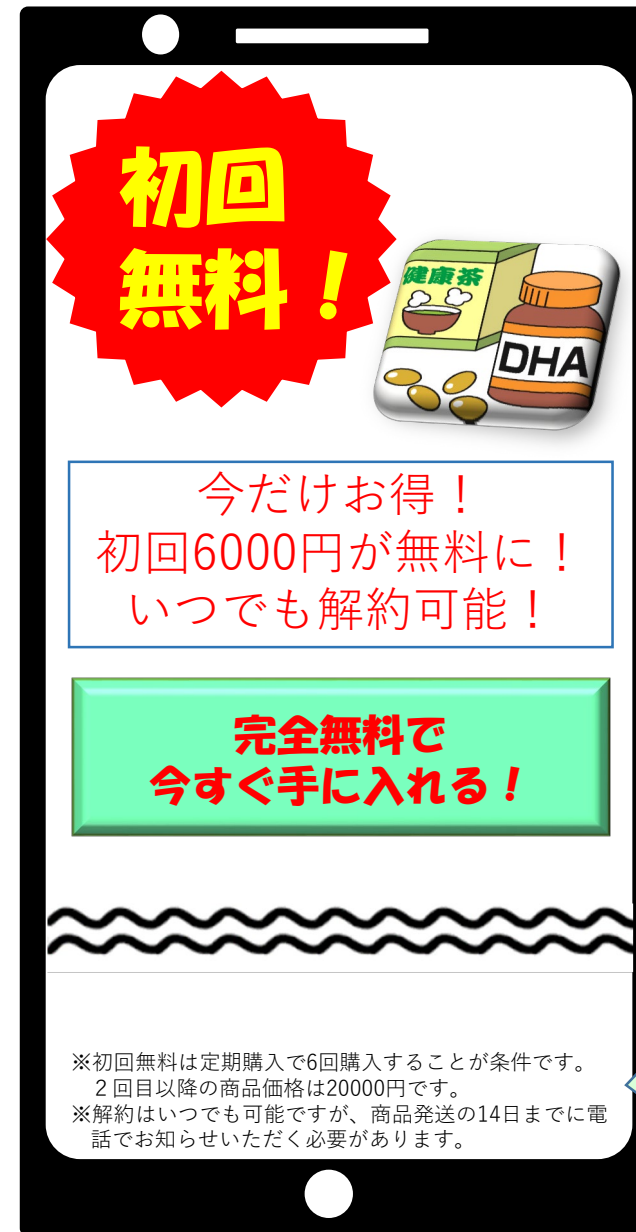 初回
無料！
健康茶
DHA
今だけお得！
初回6000円が無料に！
いつでも解約可能！
完全無料で
今すぐ手に入れる！
※初回無料は定期購入で6回購入することが条件です。
２回目以降の商品価格は20000円です。
※解約はいつでも可能ですが、商品発送の14日までに電
話でお知らせいただく必要があります。